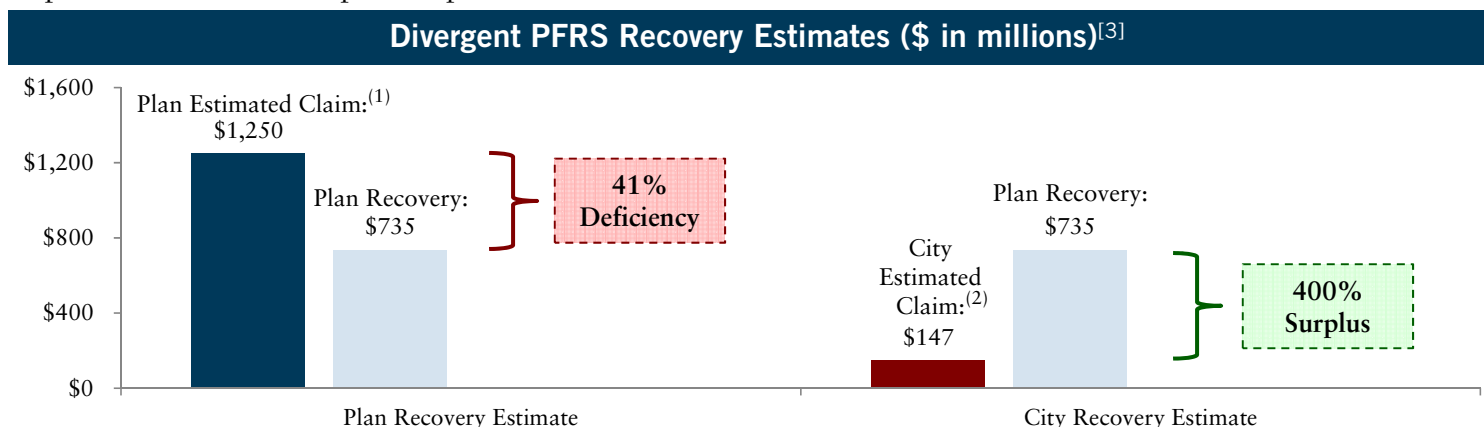 Divergent PFRS Recovery Estimates ($ in millions)[3]
$1,600
$1,200
$800
$400
$0
Plan Estimated Claim:(1)
$1,250
Plan Recovery:
$735
41%
Deficiency
City
Estimated
Claim:(2)
$147
Plan Recovery:
$735
400%
Surplus
Plan Recovery Estimate
City Recovery Estimate